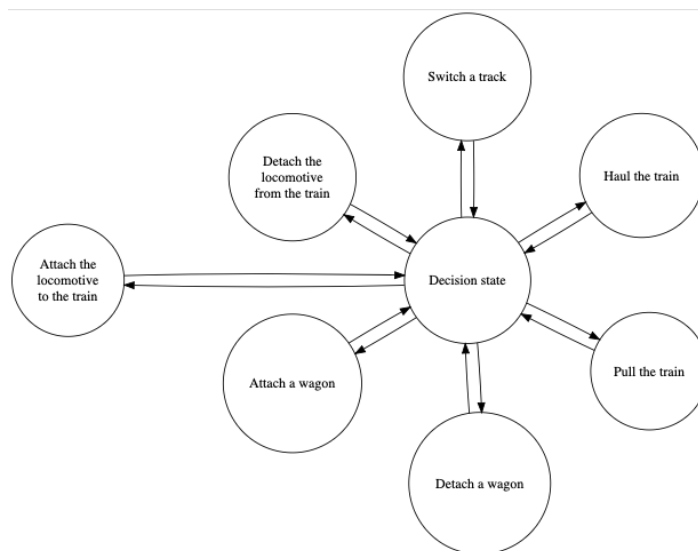 Switch a track
Detach the
locomotive
from the train
Haul the train
Attach the
locomotive
to the train
Decision state
Attach a wagon
Pull the train
Detach a wagon